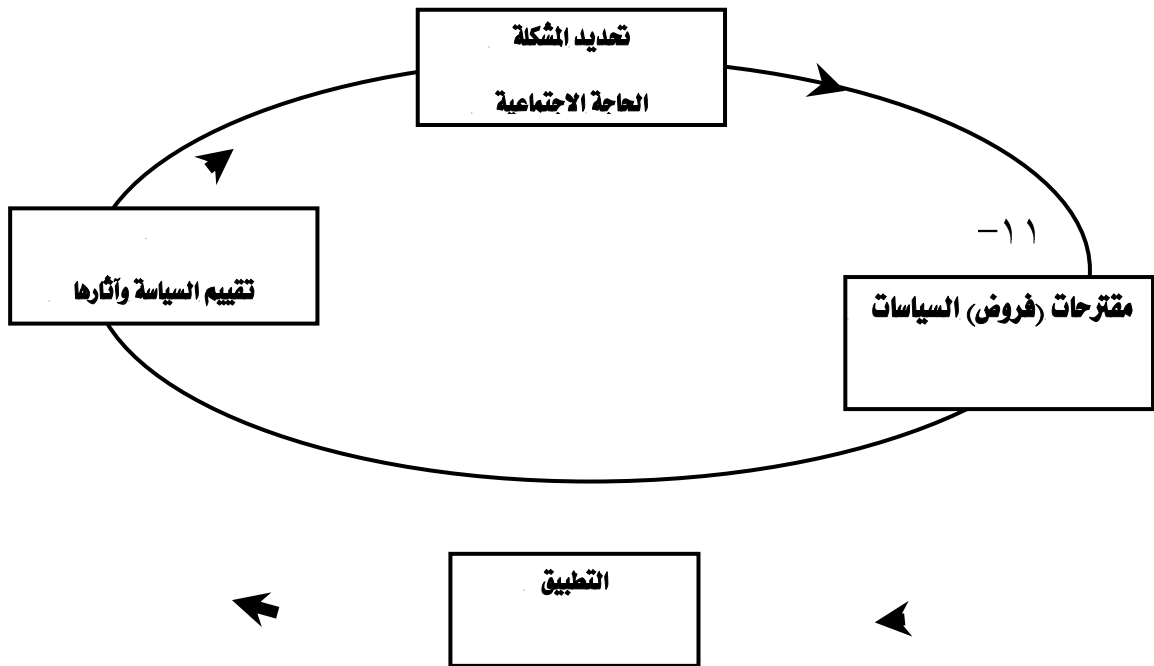 تحديد المشكلة
الحاجة الاجتماعية
١١-
مقترحات (فروض) السياسات
تقييم السياسة وآثارها
التطبيق